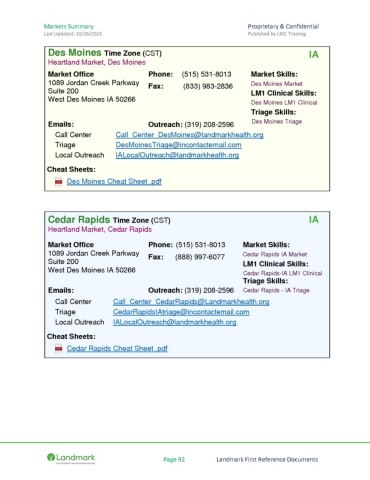 Markets Summary
Proprietary & Confidential
Last Updated: 10/30/2023
Published by LM1 Training
Des Moines Time Zone (CST)
IA
Heartland Market, Des Moines
Market Office
Phone: (515) 531-8013
Market Skills:
1089 Jordan Creek Parkway
Fax: (833) 983-2836
Des Moines Market
Suite 200
LM1 Clinical Skills:
West Des Moines IA 50266
Des Moines LM1 Clinical
Triage Skills:
Emails:
Outreach: (319) 208-2596
Des Moines Triage
Call Center
Call_Center_DesMoines@landmarkhealth.org
Triage
DesMoinesTriage@incontactemail.com
Local Outreach
IALocalOutreach@landmarkhealth.org
Cheat Sheets:
Des Moines Cheat Sheet .pdf
Cedar Rapids Time Zone (CST)
IA
Heartland Market, Cedar Rapids
Market Office
Phone: (515) 531-8013
Market Skills:
1089 Jordan Creek Parkway
Fax: (888) 997-6077
Cedar Rapids IA Market
Suite 200
LM1 Clinical Skills:
West Des Moines IA 50266
Cedar Rapids-IA LM1 Clinical
Triage Skills:
Emails:
Outreach: (319) 208-2596
Cedar Rapids - IA Triage
Call Center
Call_Center_CedarRapids@Landmarkhealth.org
Triage
CedarRapidsIAtriage@incontactemail.com
Local Outreach
IALocalOutreach@landmarkhealth.org
Cheat Sheets:
Cedar Rapids Cheat Sheet .pdf
Landmark
Page 92
Landmark First Reference Documents